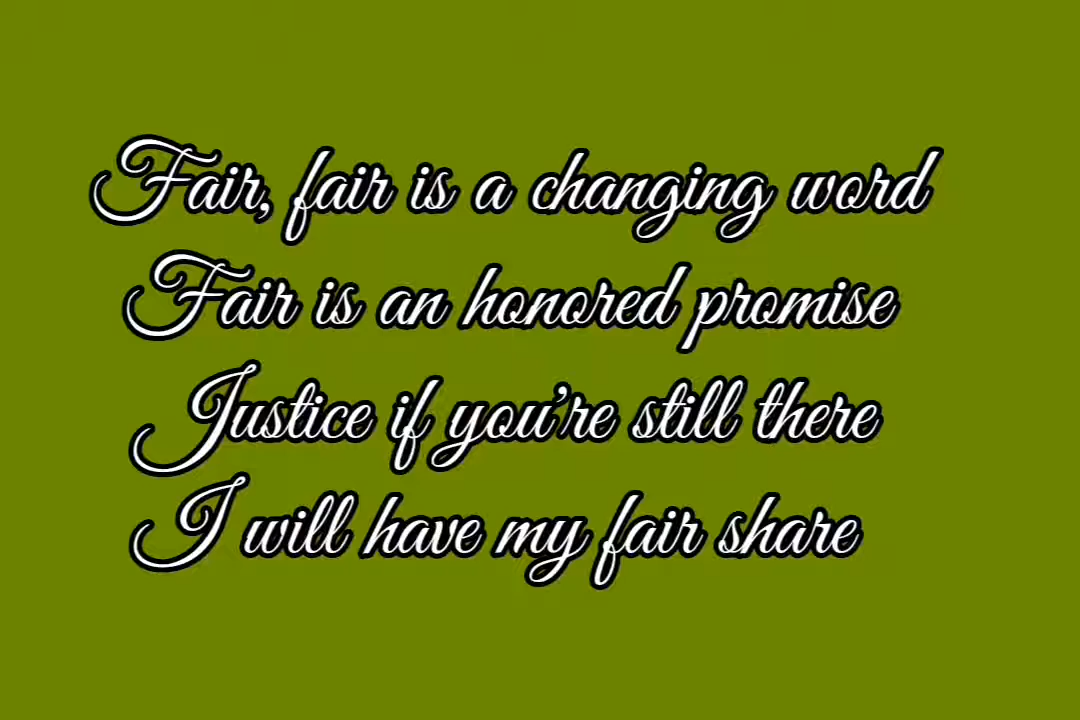 Fair, fair is a changing word
Fair is an honored promise
Justice if you're still there
I will have my fair share